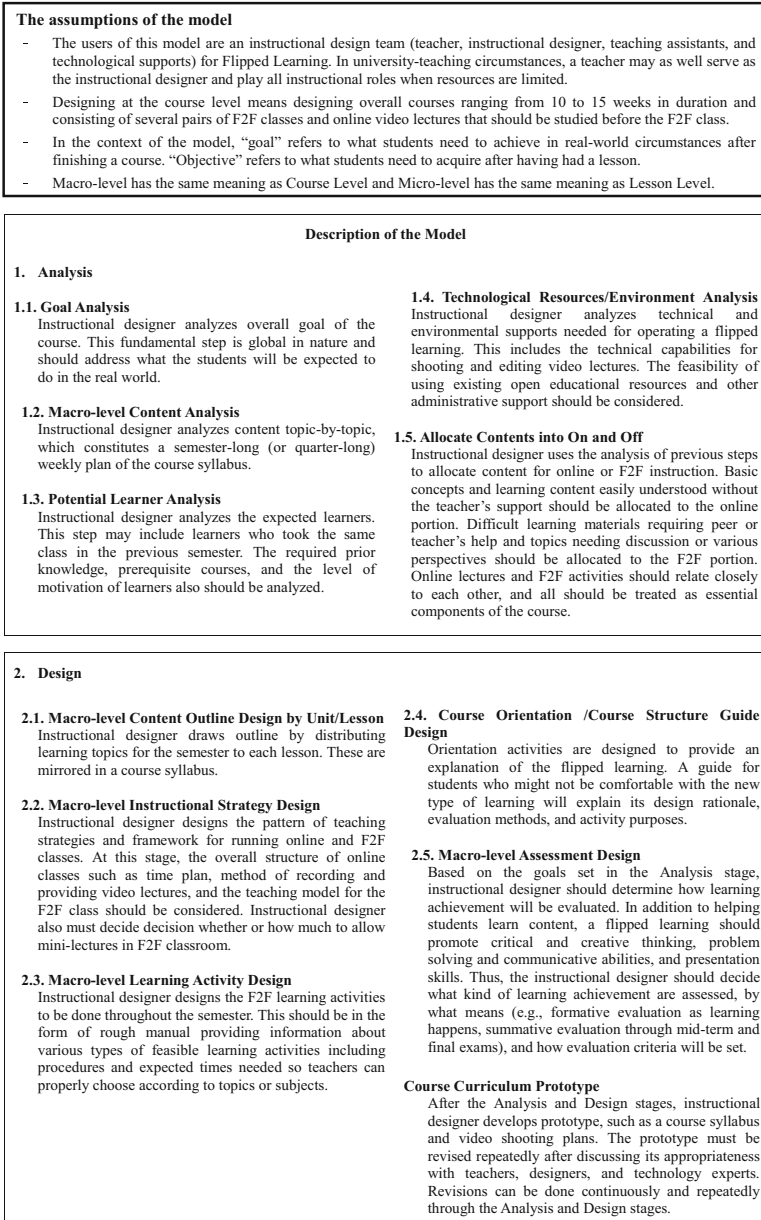 The assumptions of the model
- The users of this model are an instructional design team (teacher, instructional designer, teaching assistants, and
technological supports) for Flipped Learning. In university-teaching circumstances, a teacher may as well serve as
the instructional designer and play all instructional roles when resources are limited.
- Designing at the course level means designing overall courses ranging from 10 to 15 weeks in duration and
consisting of several pairs of F2F classes and online video lectures that should be studied before the F2F class.
- In the context of the model, “goal” refers to what students need to achieve in real-world circumstances after
finishing a course. “Objective” refers to what students need to acquire after having had a lesson.
- Macro-level has the same meaning as Course Level and Micro-level has the same meaning as Lesson Level.
Description of the Model
1. Analysis
1.1. Goal Analysis
Instructional designer analyzes overall goal of the
course. This fundamental step is global in nature and
should address what the students will be expected to
do in the real world.
1.2. Macro-level Content Analysis
Instructional designer analyzes content topic-by-topic,
which constitutes a semester-long (or quarter-long)
weekly plan of the course syllabus.
1.3. Potential Learner Analysis
Instructional designer analyzes the expected learners.
This step may include learners who took the same
class in the previous semester. The required prior
knowledge, prerequisite courses, and the level of
motivation of learners also should be analyzed.
1.4. Technological Resources/Environment Analysis
Instructional designer analyzes technical and
environmental supports needed for operating a flipped
learning. This includes the technical capabilities for
shooting and editing video lectures. The feasibility of
using existing open educational resources and other
administrative support should be considered.
1.5. Allocate Contents into On and Off
Instructional designer uses the analysis of previous steps
to allocate content for online or F2F instruction. Basic
concepts and learning content easily understood without
the teacher’s support should be allocated to the online
portion. Difficult learning materials requiring peer or
teacher’s help and topics needing discussion or various
perspectives should be allocated to the F2F portion.
Online lectures and F2F activities should relate closely
to each other, and all should be treated as essential
components of the course.
2. Design
2.1. Macro-level Content Outline Design by Unit/Lesson
Instructional designer draws outline by distributing
learning topics for the semester to each lesson. These are
mirrored in a course syllabus.
2.2. Macro-level Instructional Strategy Design
Instructional designer designs the pattern of teaching
strategies and framework for running online and F2F
classes. At this stage, the overall structure of online
classes such as time plan, method of recording and
providing video lectures, and the teaching model for the
F2F class should be considered. Instructional designer
also must decide decision whether or how much to allow
mini-lectures in F2F classroom.
2.3. Macro-level Learning Activity Design
Instructional designer designs the F2F learning activities
to be done throughout the semester. This should be in the
form of rough manual providing information about
various types of feasible learning activities including
procedures and expected times needed so teachers can
properly choose according to topics or subjects.
2.4. Course Orientation /Course Structure Guide
Design
Orientation activities are designed to provide an
explanation of the flipped learning. A guide for
students who might not be comfortable with the new
type of learning will explain its design rationale,
evaluation methods, and activity purposes.
2.5. Macro-level Assessment Design
Based on the goals set in the Analysis stage,
instructional designer should determine how learning
achievement will be evaluated. In addition to helping
students learn content, a flipped learning should
promote critical and creative thinking, problem
solving and communicative abilities, and presentation
skills. Thus, the instructional designer should decide
what kind of learning achievement are assessed, by
what means (e.g., formative evaluation as learning
happens, summative evaluation through mid-term and
final exams), and how evaluation criteria will be set.
Course Curriculum Prototype
After the Analysis and Design stages, instructional
designer develops prototype, such as a course syllabus
and video shooting plans. The prototype must be
revised repeatedly after discussing its appropriateness
with teachers, designers, and technology experts.
Revisions can be done continuously and repeatedly
through the Analysis and Design stages.